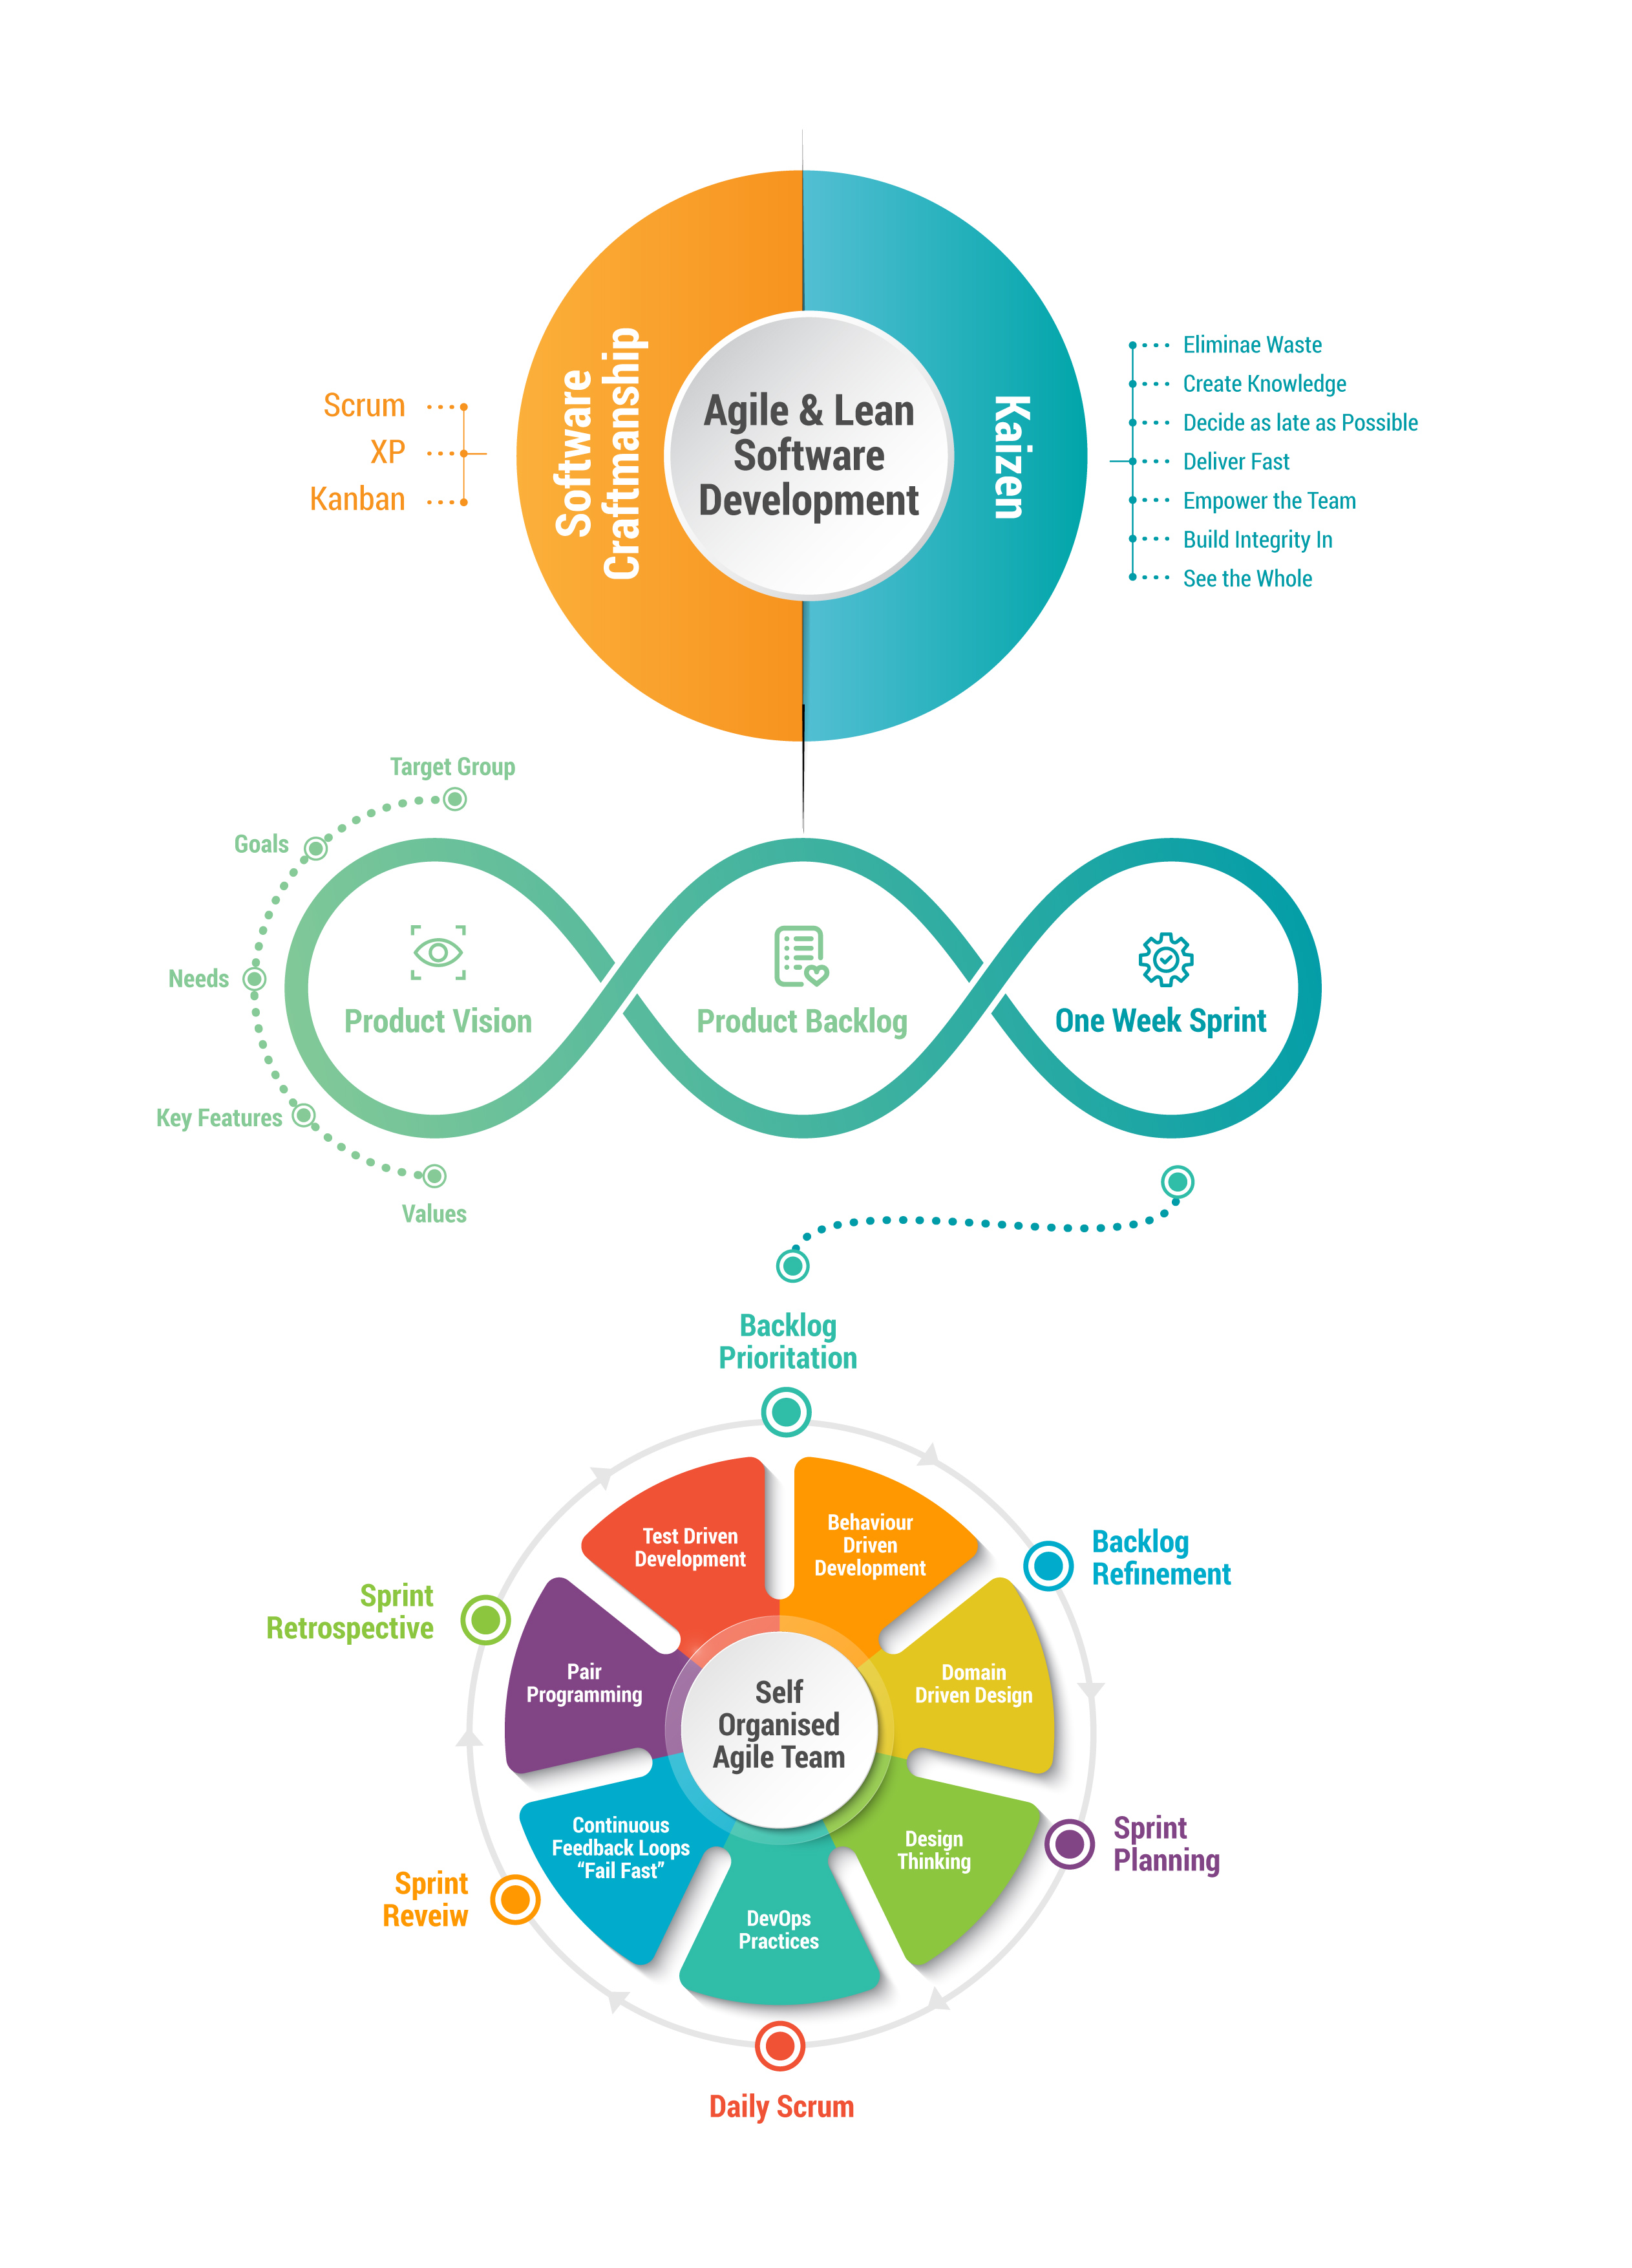 Software
Craftmanship
Agile & Lean
Software
Development
Kaizen
Scrum
XP
Kanban
Eliminae Waste
Create Knowledge
Decide as late as Possible
Deliver Fast
Empower the Team
Build Integrity In
See the Whole
Target Group
Goals
Needs
Key Features
Values
Product Vision
Product Backlog
One Week Sprint
Backlog
Prioritation
Backlog
Refinement
Sprint
Planning
Daily Scrum
Sprint
Reveiw
Sprint
Retrospective
Test Driven
Development
Behaviour
Driven
Development
Domain
Driven Design
Design
Thinking
DevOps
Practices
Continuous
Feedback Loops
“Fail Fast”
Pair
Programming
Self
Organised
Agile Team